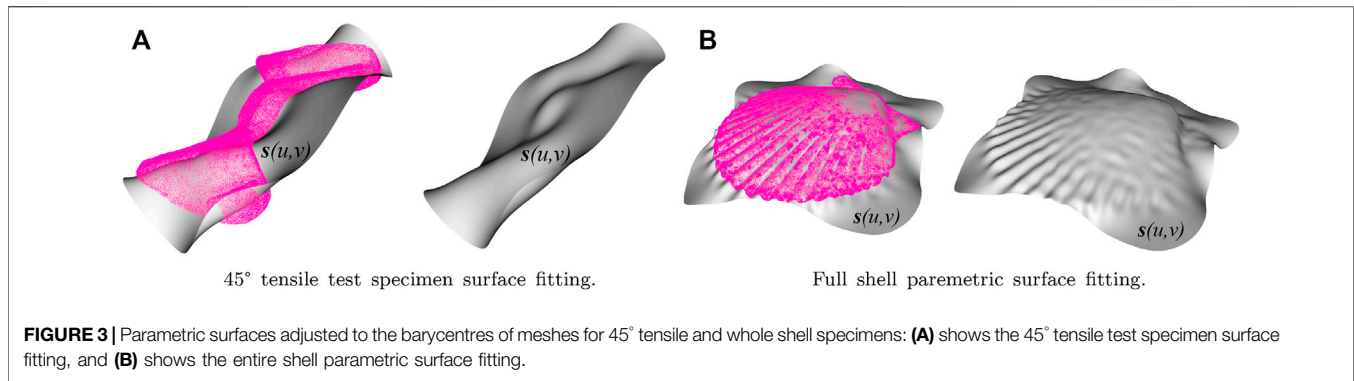 A
B
s(u,v)
s(u,v)
s(u,v)
s(u,v)
45° tensile test specimen surface fitting.
Full shell paremetric surface fitting.
FIGURE 3 | Parametric surfaces adjusted to the barycentres of meshes for 45° tensile and whole shell specimens: (A) shows the 45° tensile test specimen surface
fitting, and (B) shows the entire shell parametric surface fitting.